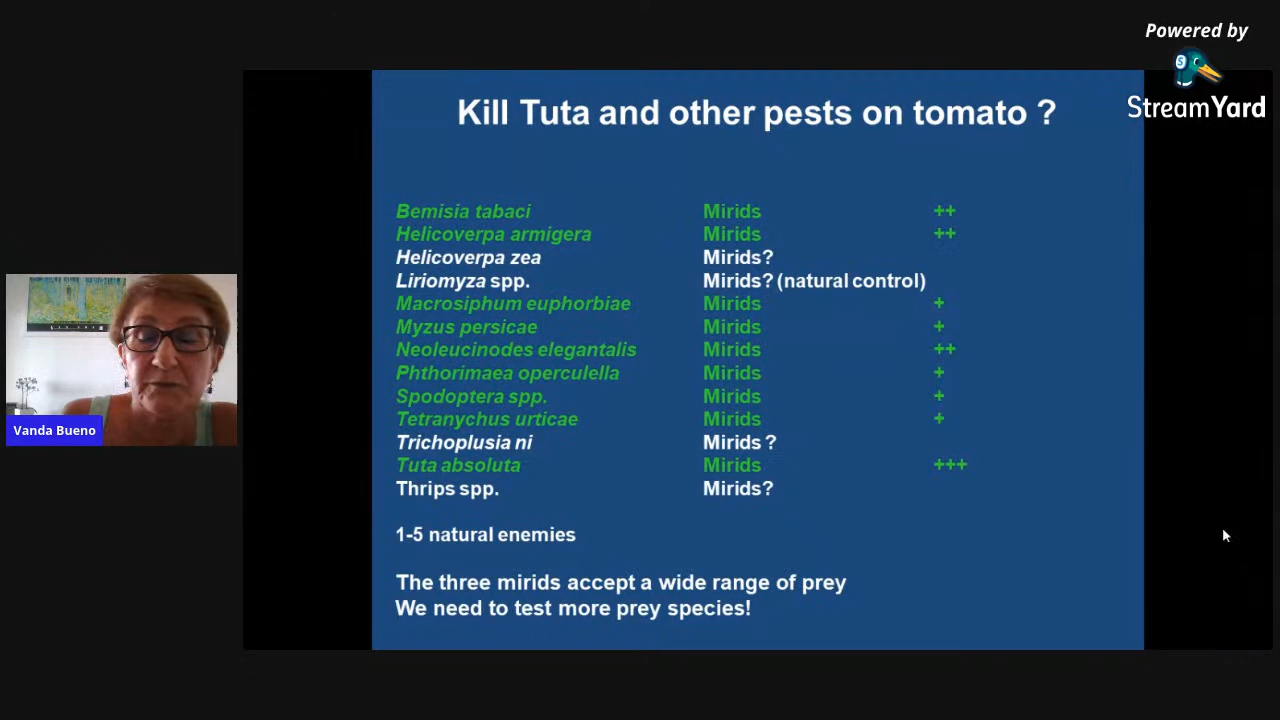 Powered by
StreamYard
Kill Tuta and other pests on tomato ?
Bemisia tabaci Mirids ++
Helicoverpa armigera Mirids ++
Helicoverpa zea Mirids?
Liriomyza spp. Mirids? (natural control)
Macrosiphum euphorbiae Mirids +
Myzus persicae Mirids +
Neoleucinodes elegantalis Mirids ++
Phthorimaea operculella Mirids +
Spodoptera spp. Mirids +
Tetranychus urticae Mirids +
Trichoplusia ni Mirids ?
Tuta absoluta Mirids +++
Thrips spp. Mirids?
1-5 natural enemies
The three mirids accept a wide range of prey
We need to test more prey species!
Vanda Bueno